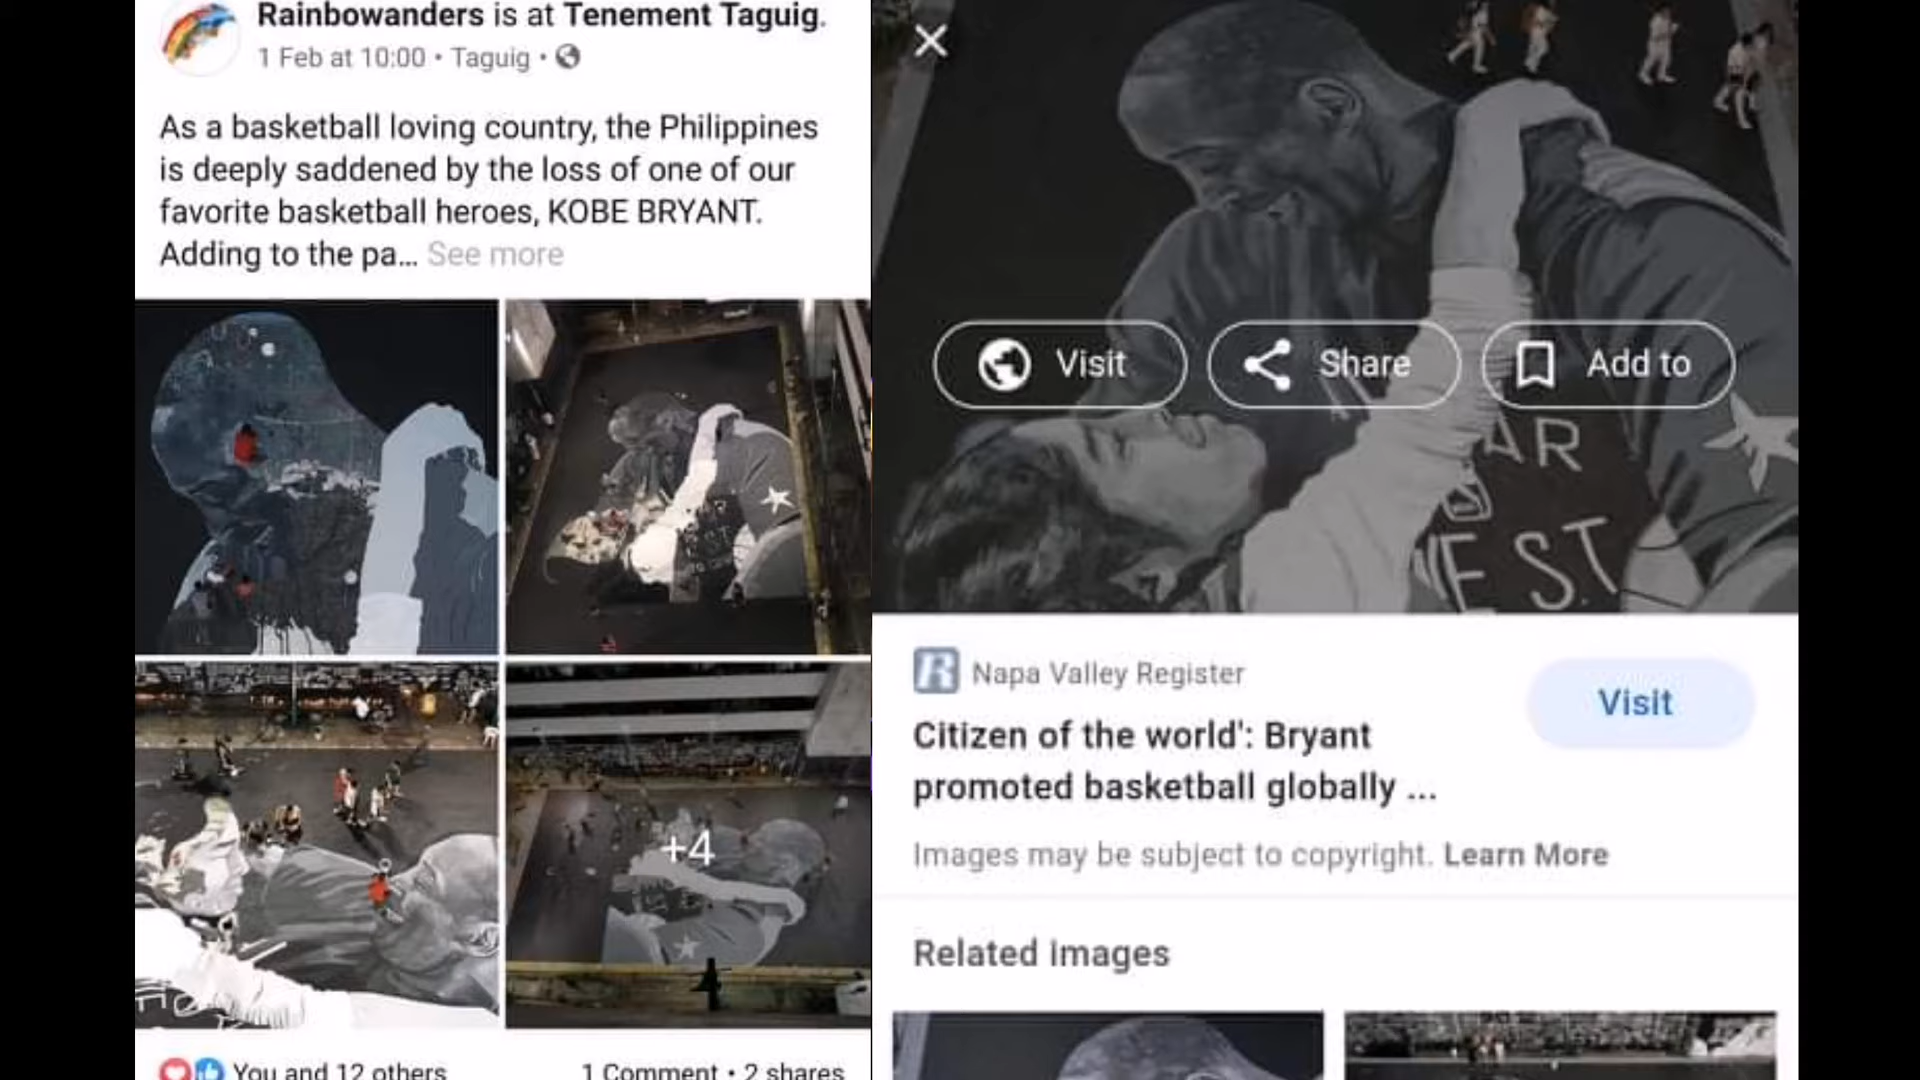 Rainbowanders is at Tenement Taguig.
1 Feb at 10:00 • Taguig •
As a basketball loving country, the Philippines
is deeply saddened by the loss of one of our
favorite basketball heroes, KOBE BRYANT.
Adding to the pa... See more
+4
You and 12 others
1 Comment • 2 shares
Visit
Share
Add to
AR
EST
R Napa Valley Register
Visit
Citizen of the world': Bryant
promoted basketball globally ...
Images may be subject to copyright. Learn More
Related Images